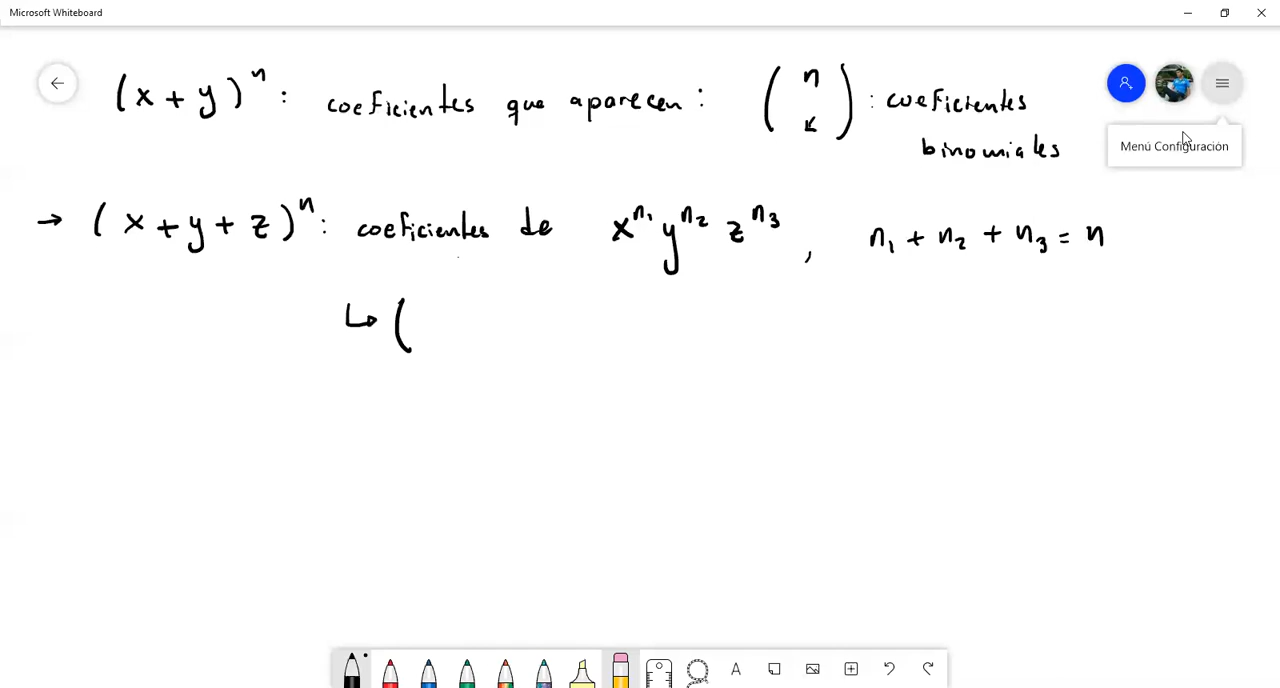 Microsoft Whiteboard
(x + y)^n : coeficientes que aparecen : (n k) : coeficientes
binomiales
Menú Configuración
→ (x + y + z)^n : coeficientes de x^n₁ y^n₂ z^n₃ , n₁ + n₂ + n₃ = n
↳ (
A